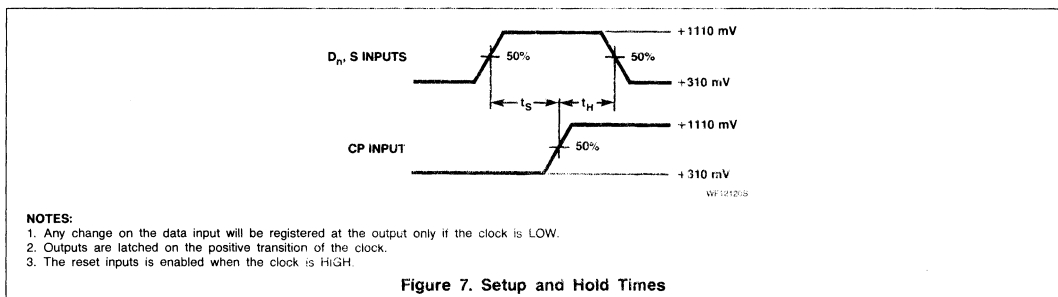 +1110 mV
Dn, S INPUTS
50%
50%
+310 mV
tS
tH
+1110 mV
CP INPUT
50%
+310 mV
WF12120S
NOTES:
1. Any change on the data input will be registered at the output only if the clock is LOW.
2. Outputs are latched on the positive transition of the clock.
3. The reset inputs is enabled when the clock is HIGH.
Figure 7. Setup and Hold Times